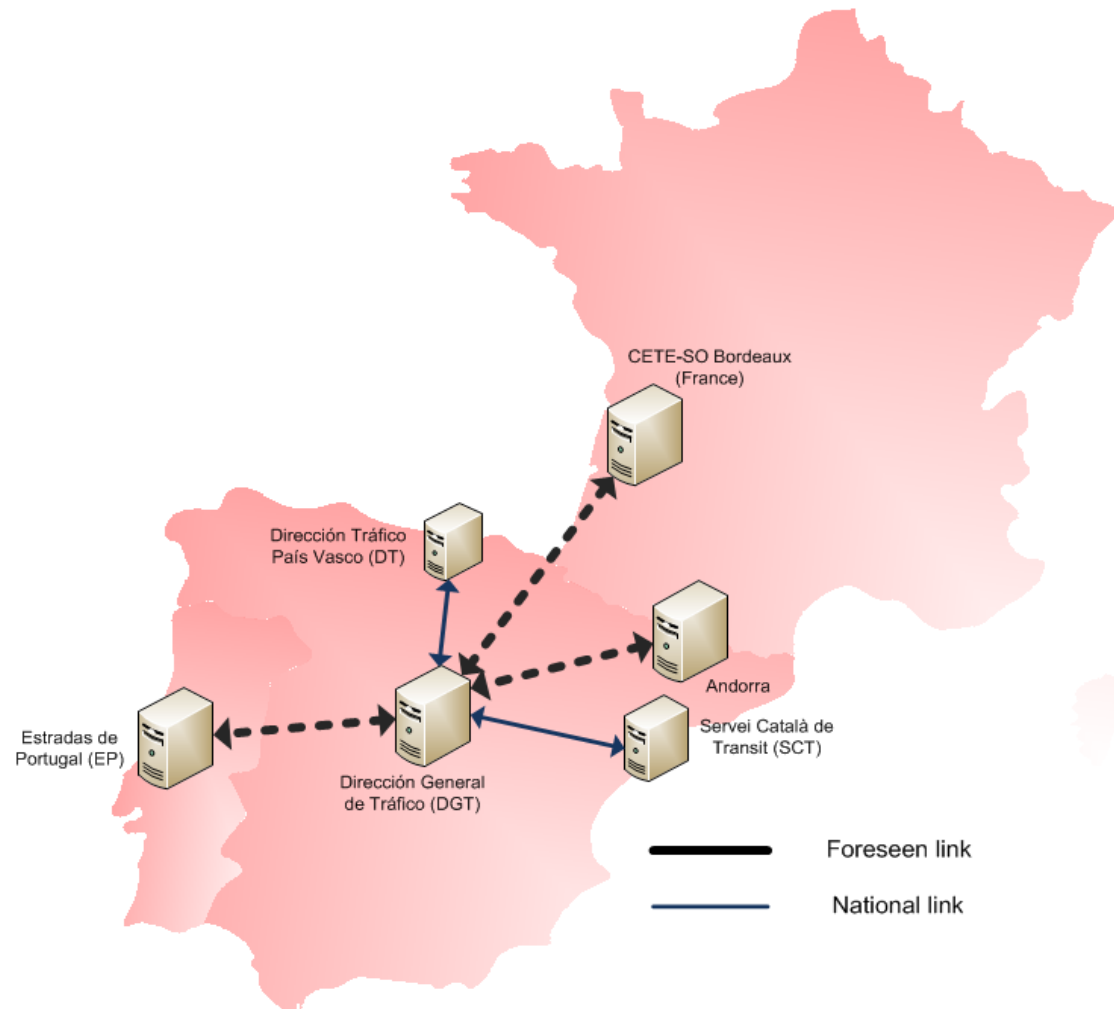 CETE-SO Bordeaux
(France)
Dirección Tráfico
País Vasco (DT)
Andorra
Estradas de
Portugal (EP)
Servei Català de
Transit (SCT)
Dirección General
de Tráfico (DGT)
Foreseen link
National link